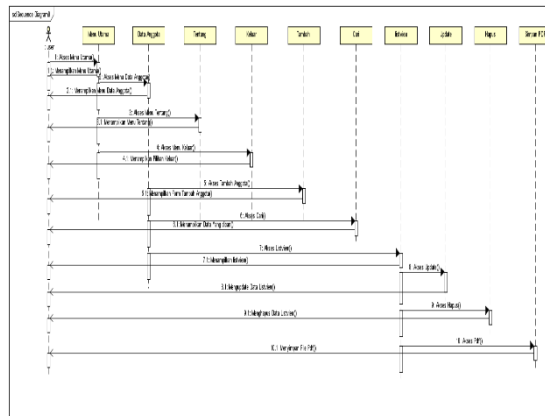 sd Sequence Diagram1
Menu Utama
Data Anggota
Tentang
Keluar
Tambah
Cari
listview
Update
Hapus
Simpan PDF
user
1: Akses Menu Utama()
1.1: Menampilkan Menu Utama()
2: Akses Menu Data Anggota()
2.1: Menampilkan Menu Data Anggota()
3: Akses Menu Tentang()
3.1: Menampilkan Menu Tentang()
4: Akses Menu Keluar()
4.1: Menampilkan Pilihan Keluar()
5: Akses Tambah Anggota()
5.1: Menampilkan Form Tambah Anggota()
6: Akses Cari()
6.1: Menampilkan Data Yang dicari()
7: Akses Listview()
7.1: Menampilkan listview()
8: Akses Update()
8.1: Mengupdate Data Listview()
9: Akses Hapus()
9.1: Menghapus Data Listview()
10: Akses Pdf()
10.1: Menyimpan File Pdf()